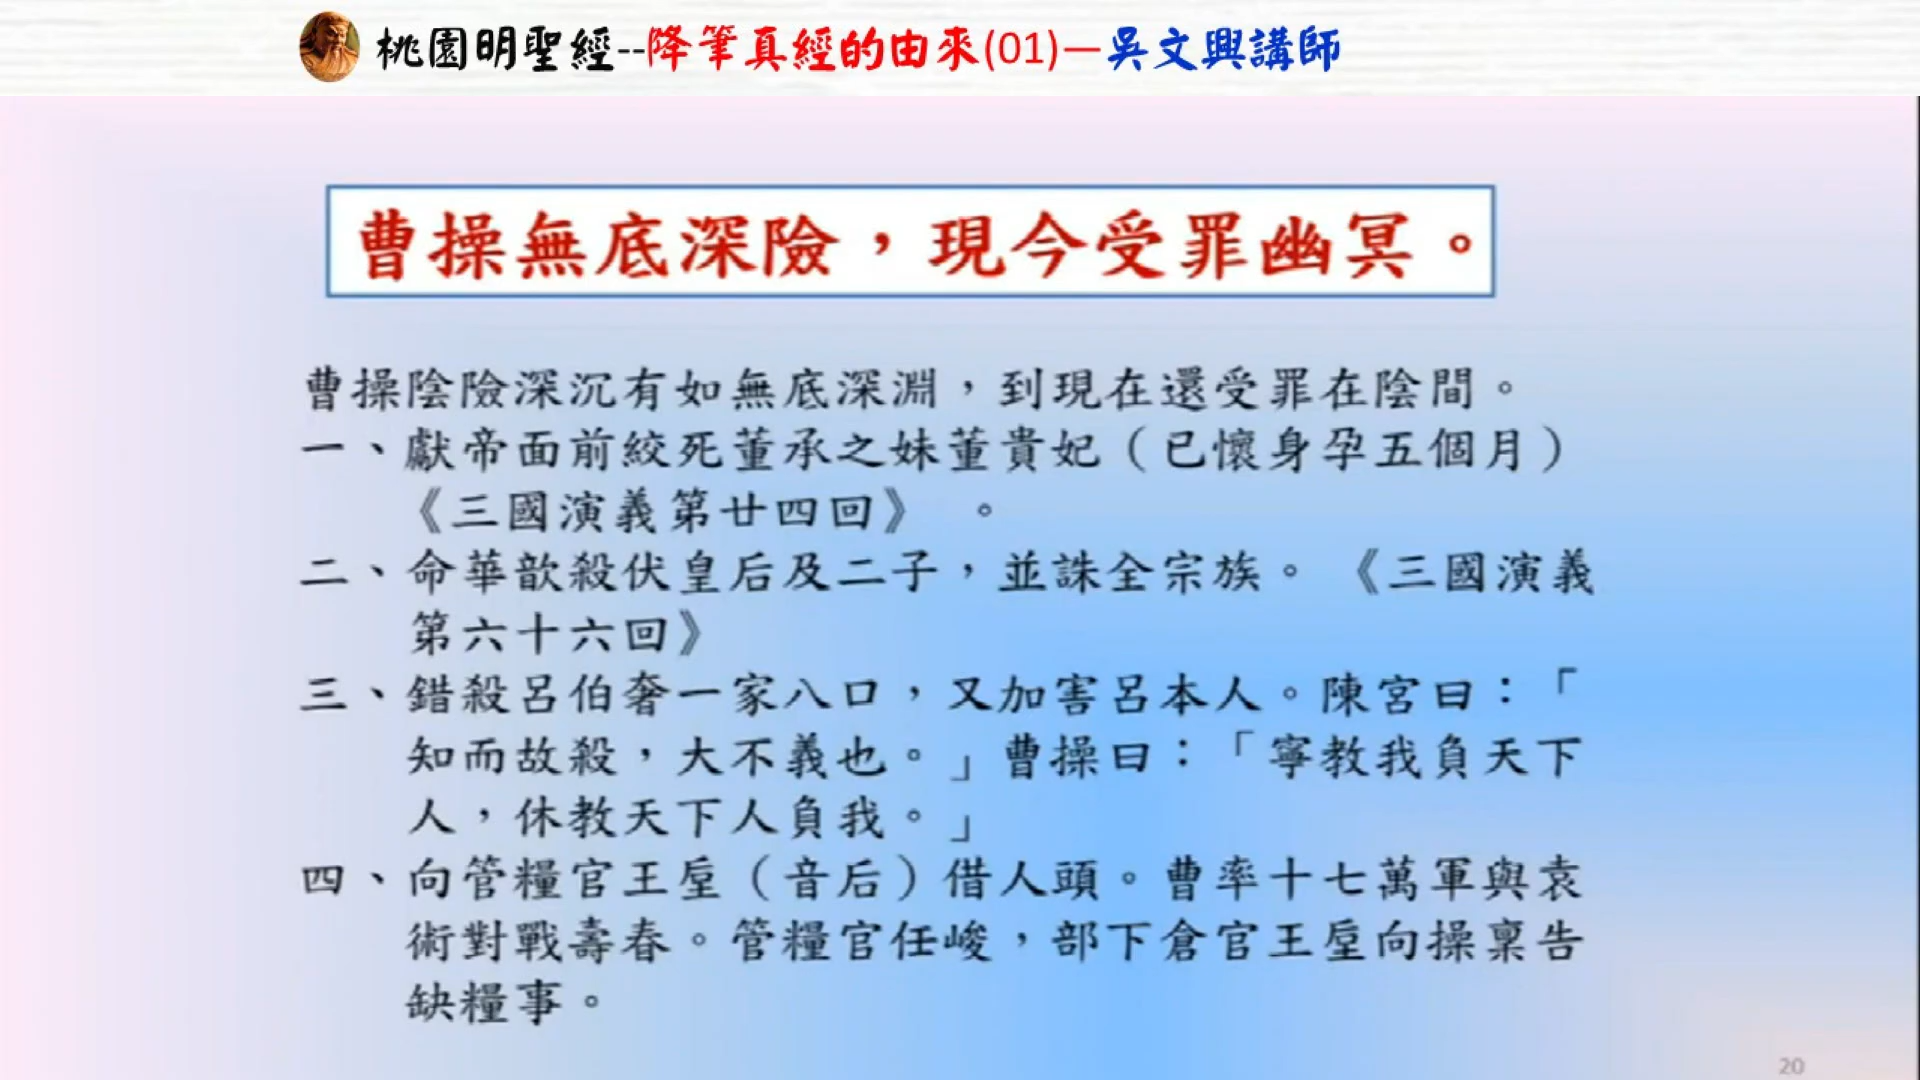 桃園明聖經--降筆真經的由來(01)—吳文興講師
曹操無底深險，現今受罪幽冥。
曹操陰險深沉有如無底深淵，到現在還受罪在陰間。
一、獻帝面前絞死董承之妹董貴妃（已懷身孕五個月）
《三國演義第廿四回》。
二、命華歆殺伏皇后及二子，並誅全宗族。《三國演義
第六十六回》
三、錯殺呂伯奢一家八口，又加害呂本人。陳宮曰：「
知而故殺，大不義也。」曹操曰：「寧教我負天下
人，休教天下人負我。」
四、向管糧官王垕（音后）借人頭。曹率十七萬軍與袁
術對戰壽春。管糧官任峻，部下倉官王垕向操稟告
缺糧事。
20